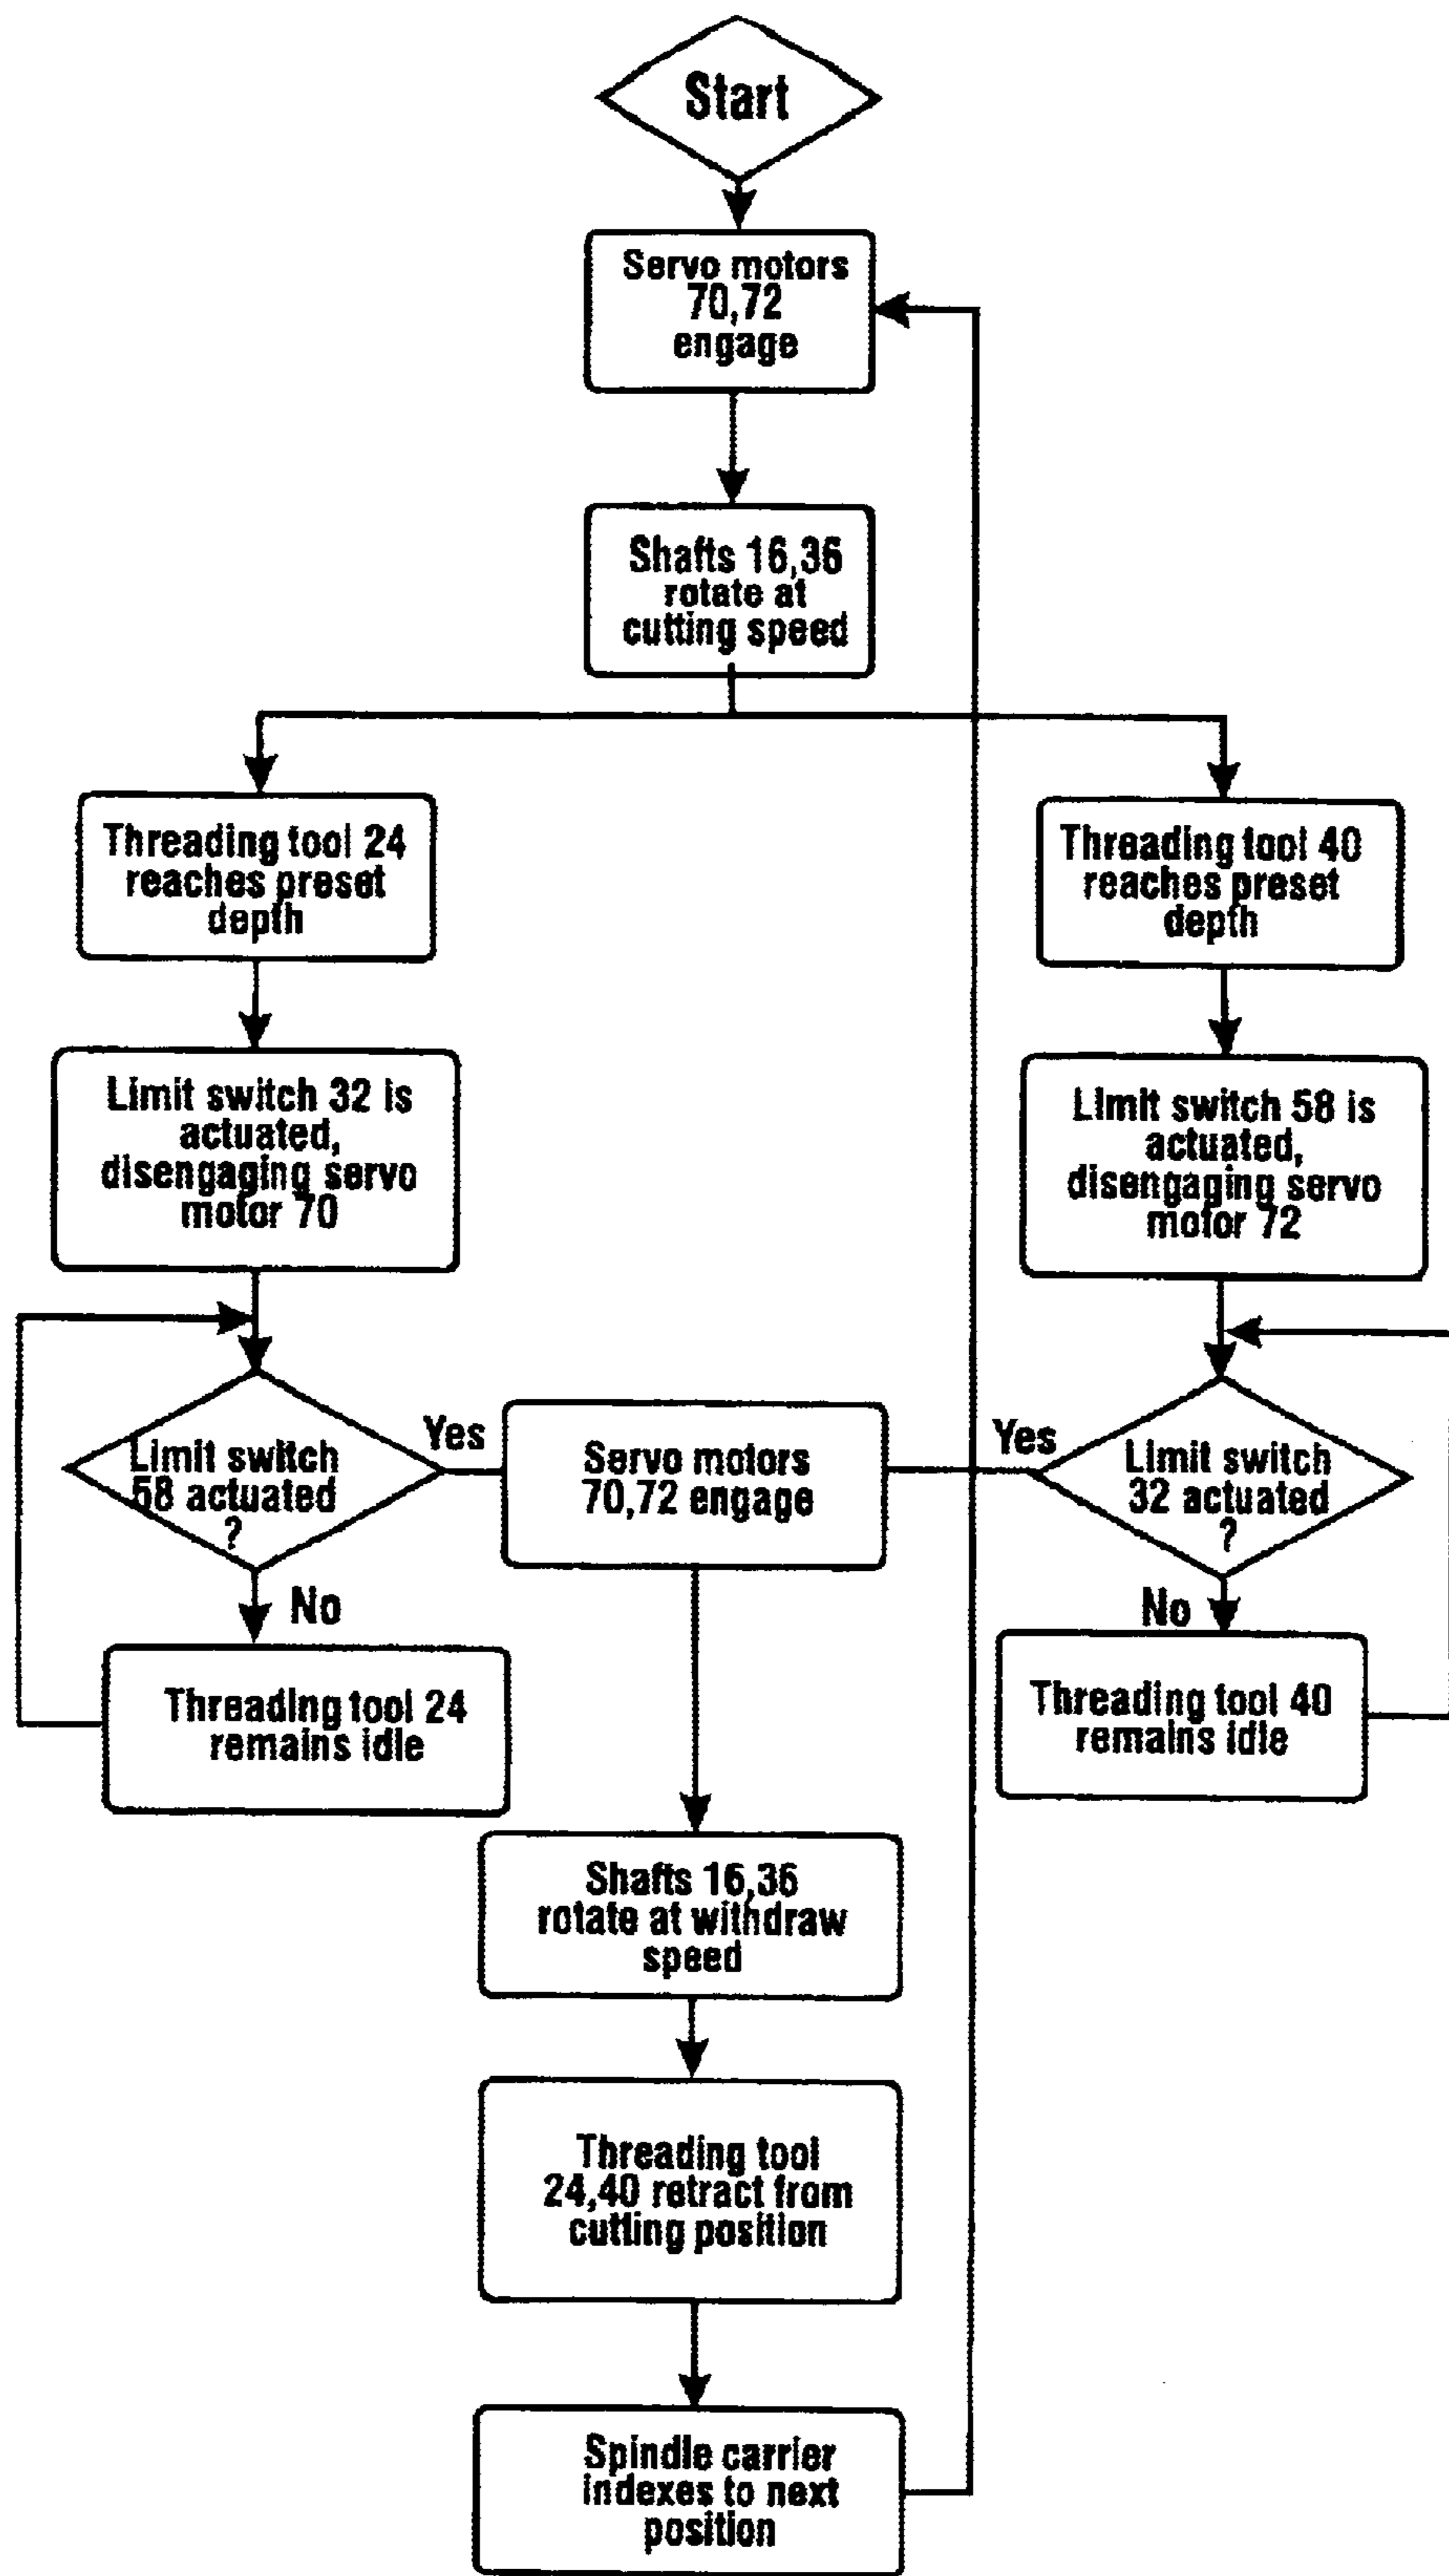 Start
Servo motors
70,72
engage
Shafts 16,36
rotate at
cutting speed
Threading tool 24
reaches preset
depth
Threading tool 40
reaches preset
depth
Limit switch 32 is
actuated,
disengaging servo
motor 70
Limit switch 58 is
actuated,
disengaging servo
motor 72
Limit switch
58 actuated
?
Yes
Servo motors
70,72 engage
Yes
Limit switch
32 actuated
?
No
No
Threading tool 24
remains idle
Threading tool 40
remains idle
Shafts 16,36
rotate at withdraw
speed
Threading tool
24,40 retract from
cutting position
Spindle carrier
indexes to next
position